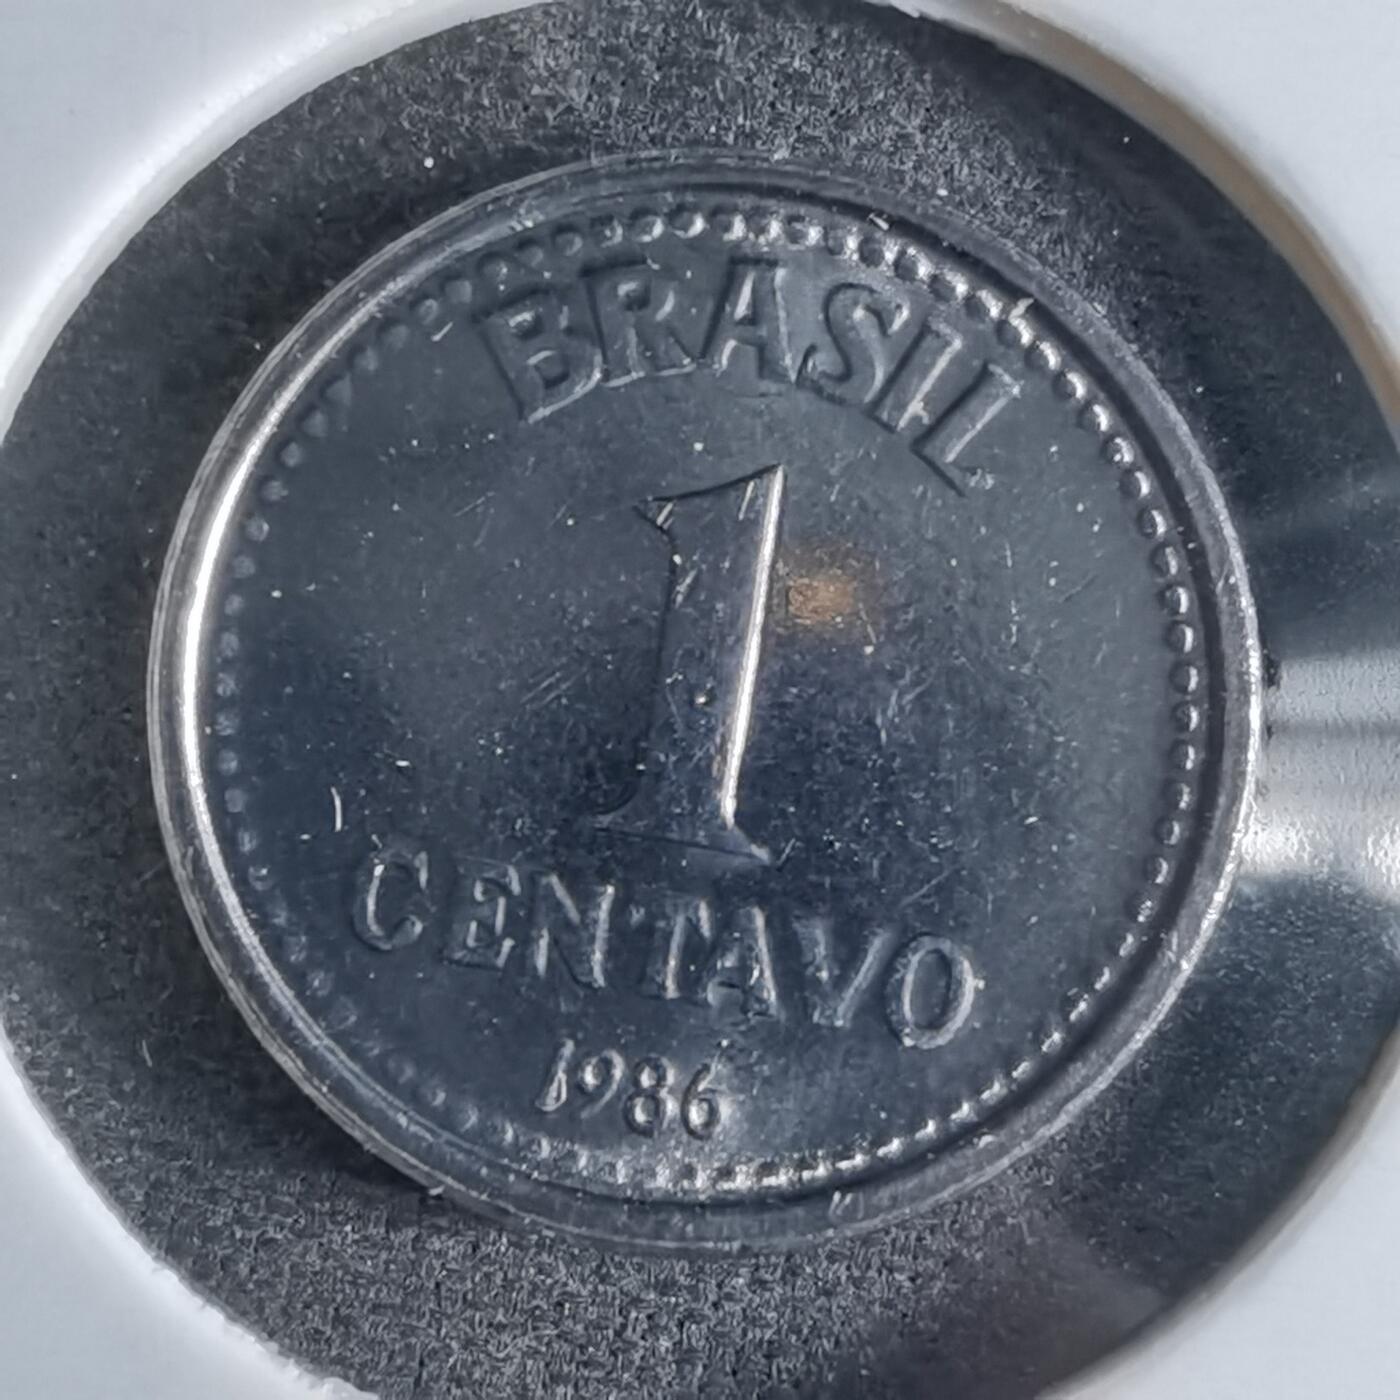 BRASIL
1
CENTAVO
1986